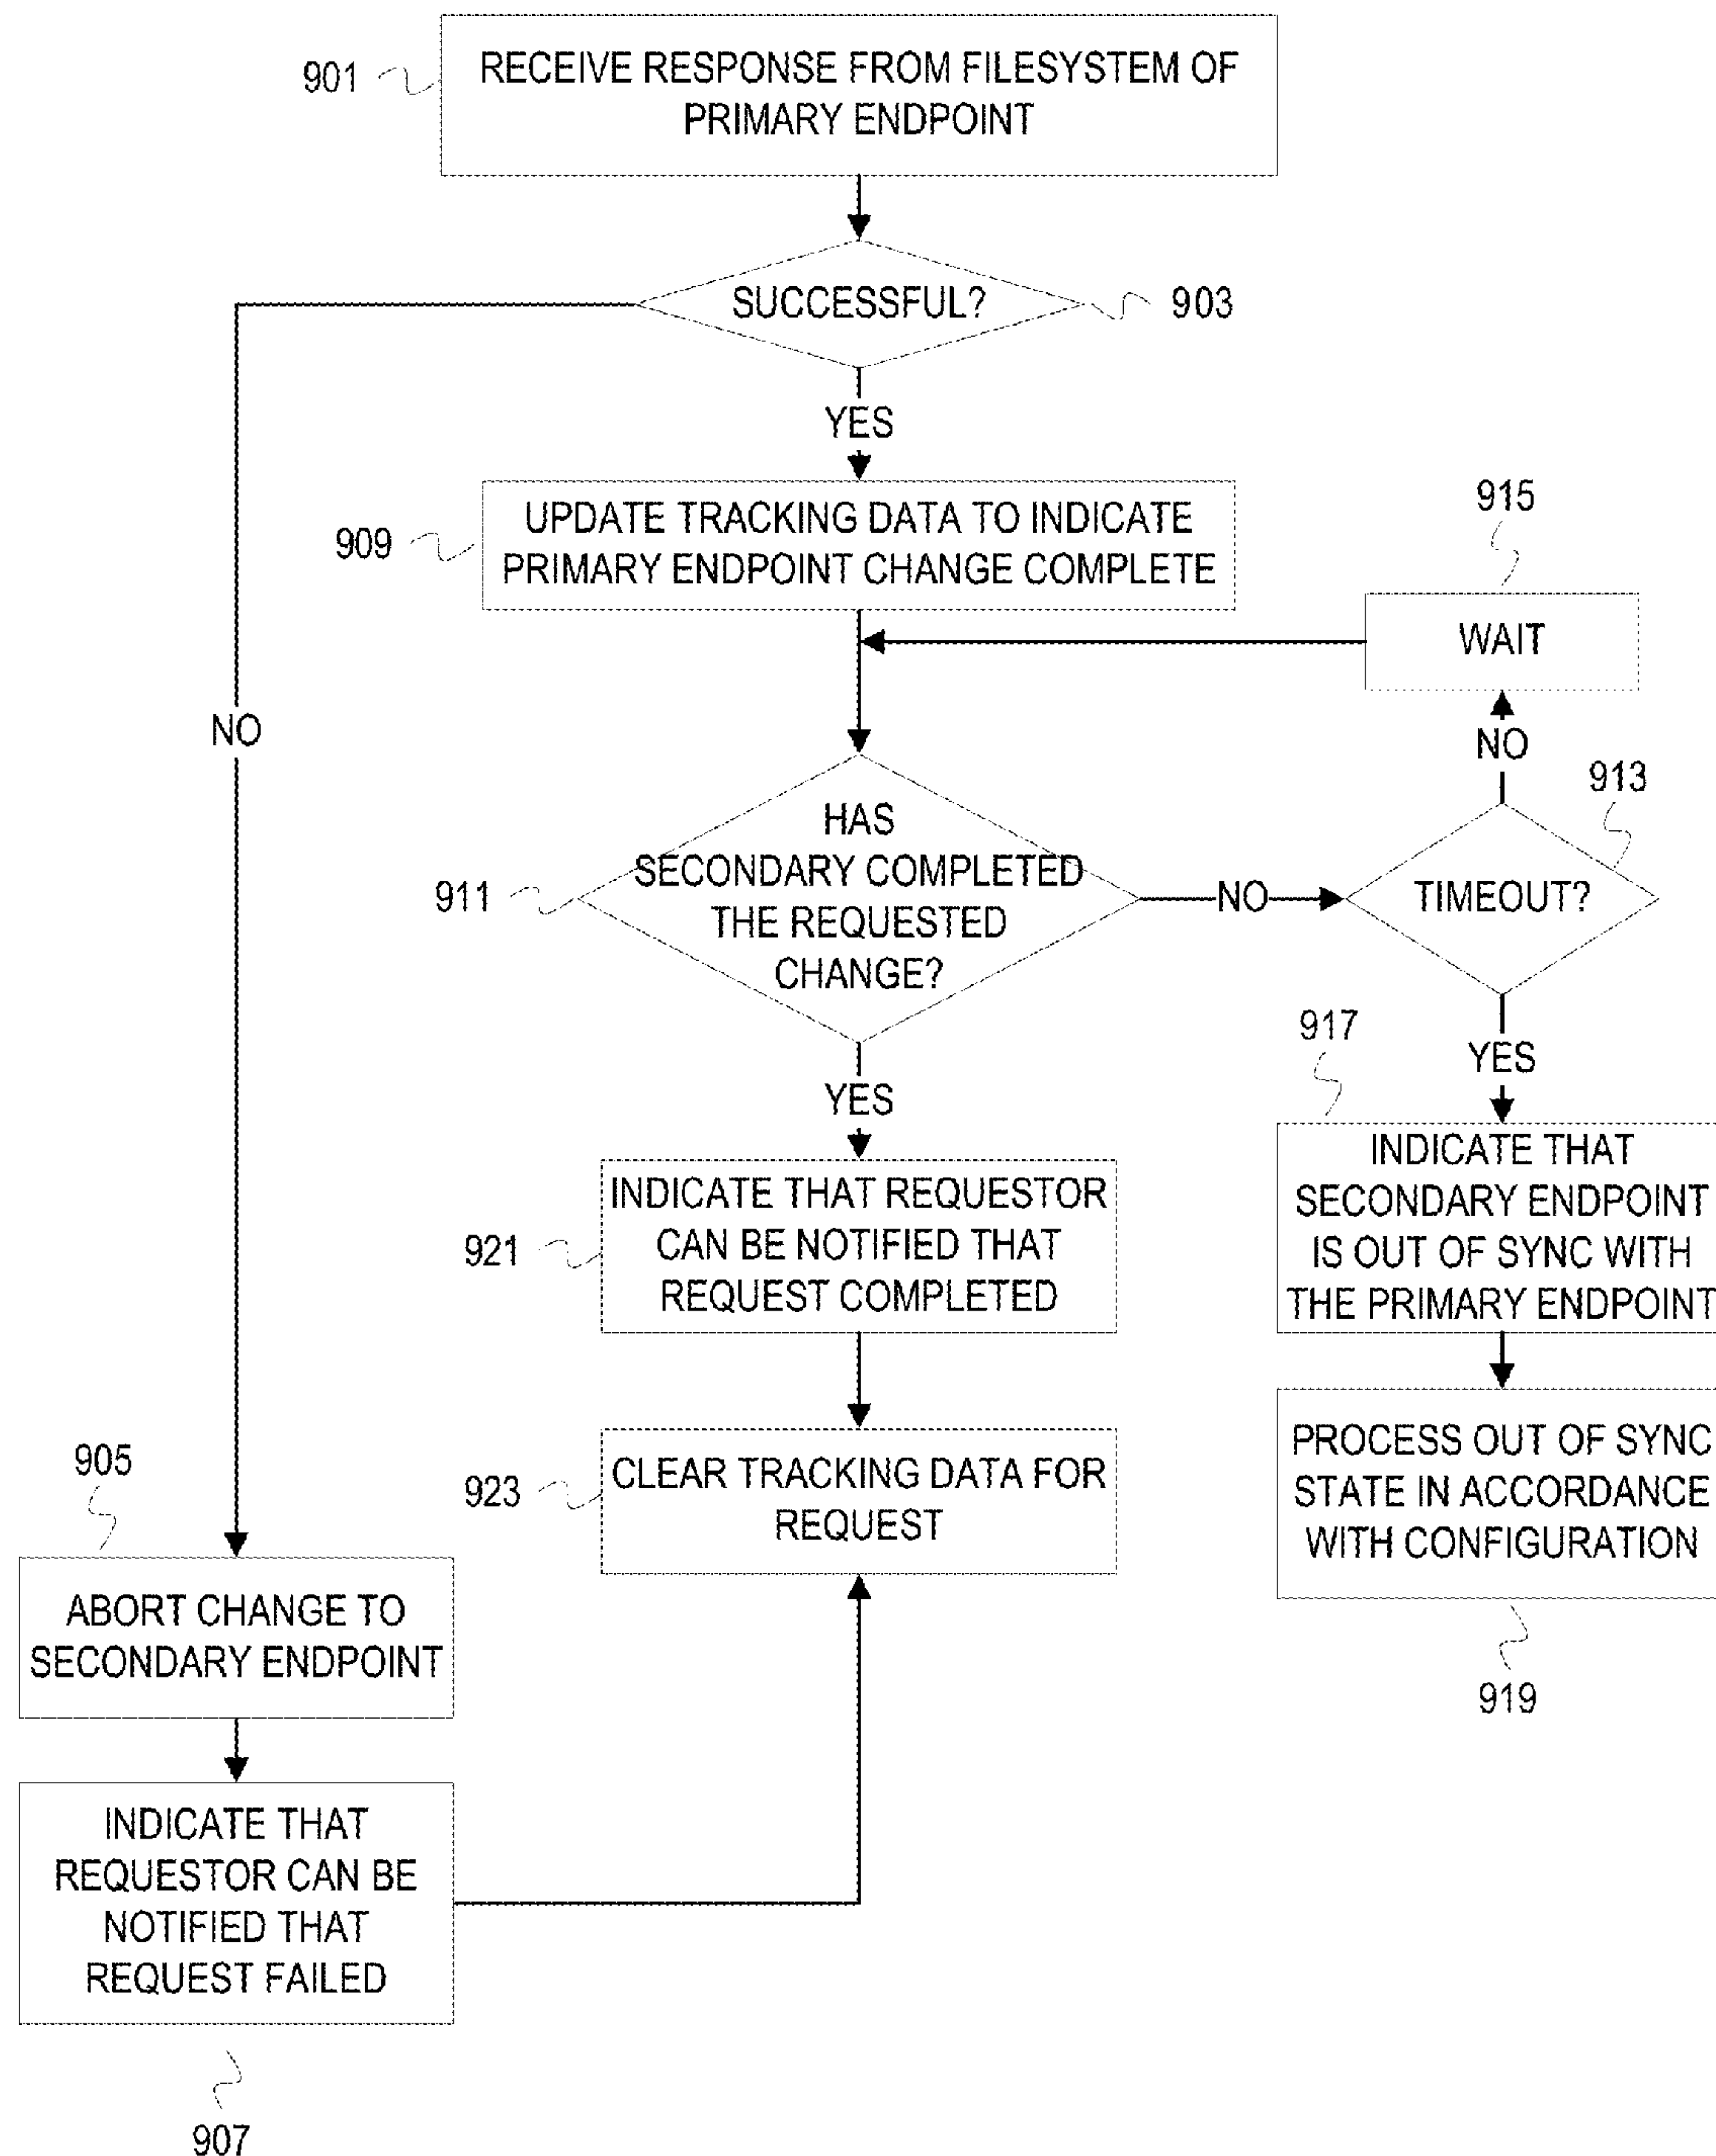 901
RECEIVE RESPONSE FROM FILESYSTEM OF
PRIMARY ENDPOINT
SUCCESSFUL?
903
YES
NO
909
UPDATE TRACKING DATA TO INDICATE
PRIMARY ENDPOINT CHANGE COMPLETE
915
WAIT
NO
913
TIMEOUT?
911
HAS
SECONDARY COMPLETED
THE REQUESTED
CHANGE?
NO
YES
917
YES
INDICATE THAT
SECONDARY ENDPOINT
IS OUT OF SYNC WITH
THE PRIMARY ENDPOINT
921
INDICATE THAT REQUESTOR
CAN BE NOTIFIED THAT
REQUEST COMPLETED
923
CLEAR TRACKING DATA FOR
REQUEST
PROCESS OUT OF SYNC
STATE IN ACCORDANCE
WITH CONFIGURATION
919
905
ABORT CHANGE TO
SECONDARY ENDPOINT
INDICATE THAT
REQUESTOR CAN BE
NOTIFIED THAT
REQUEST FAILED
907